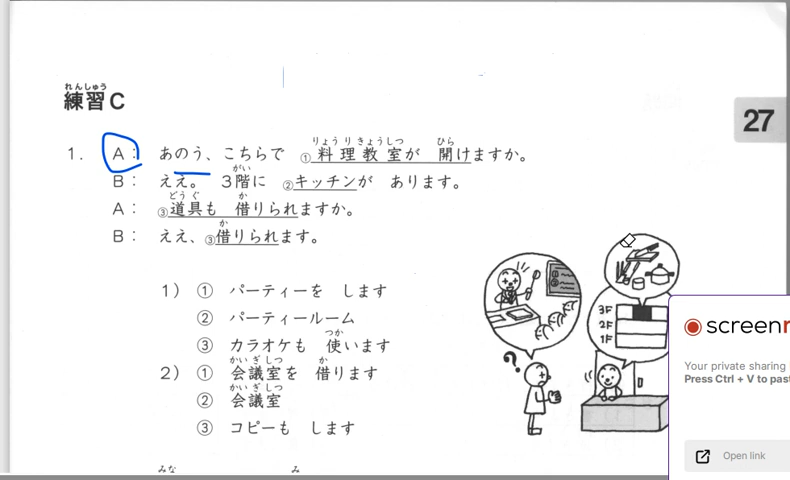 れんしゅう
練習C
27
りょうりきょうしつ ひら
1. A: あのう、こちらで ①料理教室が 開けますか。
がい
B: ええ。 3階に ②キッチンが あります。
どうぐ か
A: ③道具も 借りられますか。
か
B: ええ、③借りられます。
1) ① パーティーを します
② パーティールーム
つか
③ カラオケも 使います
かいぎしつ か
2) ① 会議室を 借ります
かいぎしつ
② 会議室
③ コピーも します
みな み
?
3F
2F
1F
screenr
Your private sharing
Press Ctrl + V to past
Open link